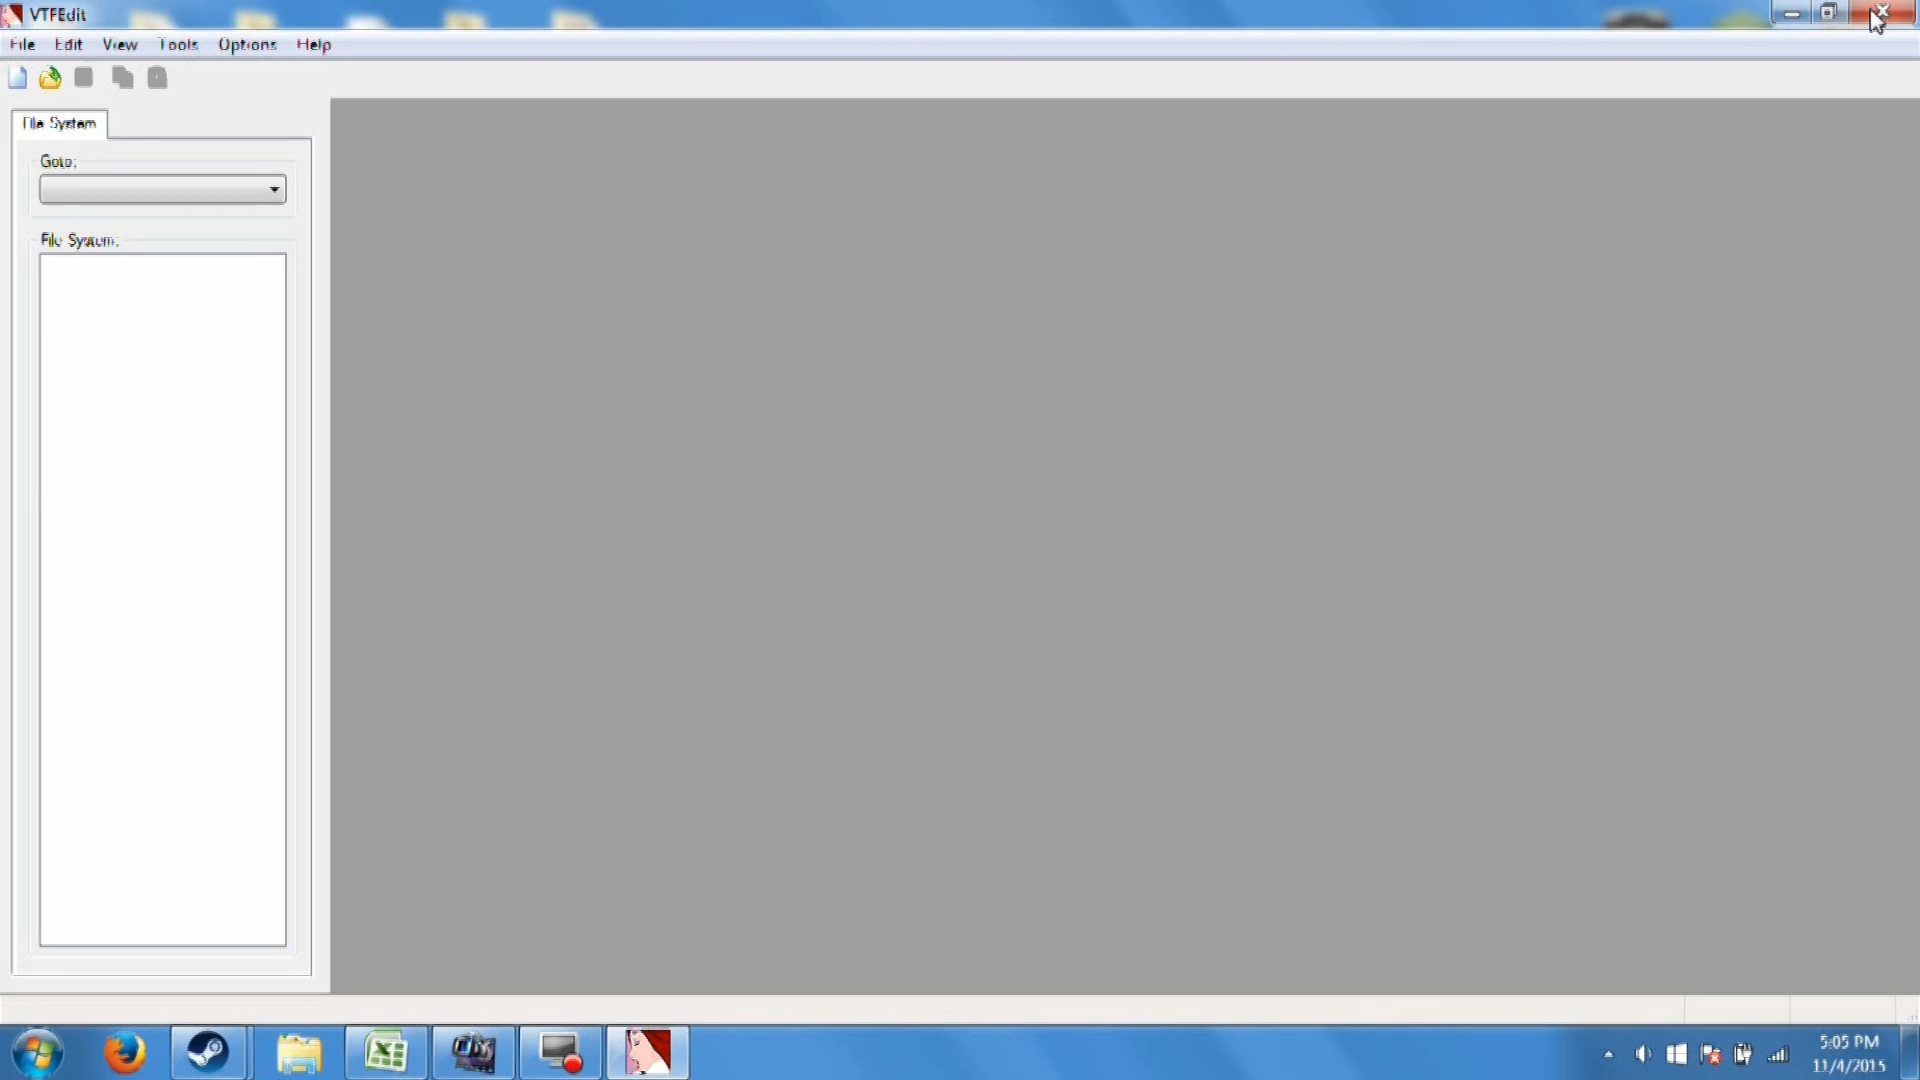 VTFEdit
File Edit View Tools Options Help
File System
Goto:
File System:
5:05 PM
11/4/2015